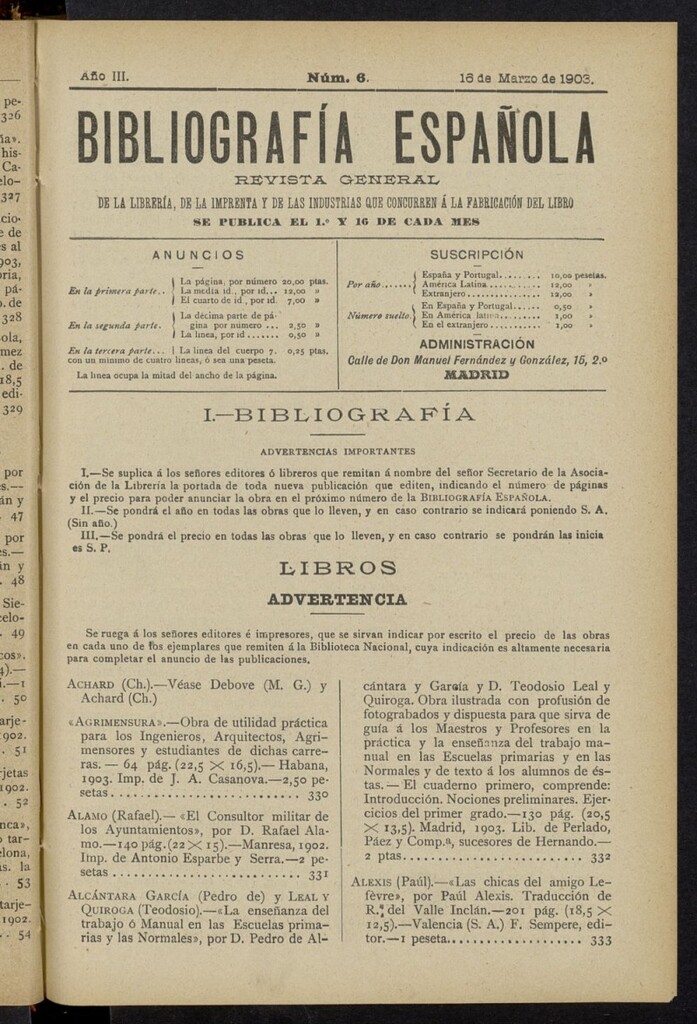 Año III.
Núm. 6.
16 de Marzo de 1903.
BIBLIOGRAFÍA ESPAÑOLA
REVISTA GENERAL
DE LA LIBRERÍA, DE LA IMPRENTA Y DE LAS INDUSTRIAS QUE CONCURREN Á LA FABRICACIÓN DEL LIBRO
SE PUBLICA EL 1.º Y 16 DE CADA MES
ANUNCIOS
En la primera parte.. La página, por número 20,00 ptas.
La media id., por id... 12,00 »
El cuarto de id., por id. 7,00 »
En la segunda parte. La décima parte de pá-
gina por número ... 2,50 »
La línea, por id....... 0,50 »
En la tercera parte... La línea del cuerpo 7. 0,25 ptas.
con un mínimo de cuatro líneas, ó sea una peseta.
La línea ocupa la mitad del ancho de la página.
SUSCRIPCIÓN
Por año...... España y Portugal........ 10,00 pesetas.
América Latina........... 12,00 »
Extranjero............... 12,00 »
Número suelto. En España y Portugal..... 0,50 »
En América latina........ 1,00 »
En el extranjero......... 1,00 »
ADMINISTRACIÓN
Calle de Don Manuel Fernández y González, 15, 2.º
MADRID
I.—BIBLIOGRAFÍA
ADVERTENCIAS IMPORTANTES
I.—Se suplica á los señores editores ó libreros que remitan á nombre del señor Secretario de la Asocia-
ción de la Librería la portada de toda nueva publicación que editen, indicando el número de páginas
y el precio para poder anunciar la obra en el próximo número de la BIBLIOGRAFÍA ESPAÑOLA.
II.—Se pondrá el año en todas las obras que lo lleven, y en caso contrario se indicará poniendo S. A.
(Sin año.)
III.—Se pondrá el precio en todas las obras que lo lleven, y en caso contrario se pondrán las inicia
es S. P.
LIBROS
ADVERTENCIA
Se ruega á los señores editores é impresores, que se sirvan indicar por escrito el precio de las obras
en cada uno de los ejemplares que remiten á la Biblioteca Nacional, cuya indicación es altamente necesaria
para completar el anuncio de las publicaciones.
ACHARD (Ch.).—Véase Debove (M. G.) y
Achard (Ch.)
«AGRIMENSURA».—Obra de utilidad práctica
para los Ingenieros, Arquitectos, Agri-
mensores y estudiantes de dichas carre-
ras. — 64 pág. (22,5 × 16,5).— Habana,
1903. Imp. de J. A. Casanova.—2,50 pe-
setas........................... 330
ALAMO (Rafael).— «El Consultor militar de
los Ayuntamientos», por D. Rafael Ala-
mo.—140 pág.(22 × 15).—Manresa, 1902.
Imp. de Antonio Esparbe y Serra.—2 pe-
setas........................... 331
ALCÁNTARA GARCÍA (Pedro de) y LEAL Y
QUIROGA (Teodosio).—«La enseñanza del
trabajo ó Manual en las Escuelas prima-
rias y las Normales», por D. Pedro de Al-
cántara y García y D. Teodosio Leal y
Quiroga. Obra ilustrada con profusión de
fotograbados y dispuesta para que sirva de
guía á los Maestros y Profesores en la
práctica y la enseñanza del trabajo ma-
nual en las Escuelas primarias y en las
Normales y de texto á los alumnos de és-
tas. — El cuaderno primero, comprende:
Introducción. Nociones preliminares. Ejer-
cicios del primer grado.—130 pág. (20,5
× 13,5). Madrid, 1903. Lib. de Perlado,
Páez y Comp.ª, sucesores de Hernando.—
2 ptas........................... 332
ALEXIS (Paúl).—«Las chicas del amigo Le-
févre», por Paúl Alexis. Traducción de
R. del Valle Inclán.—201 pág. (18,5 ×
12,5).—Valencia (S. A.) F. Sempere, edi-
tor.—1 peseta................... 333